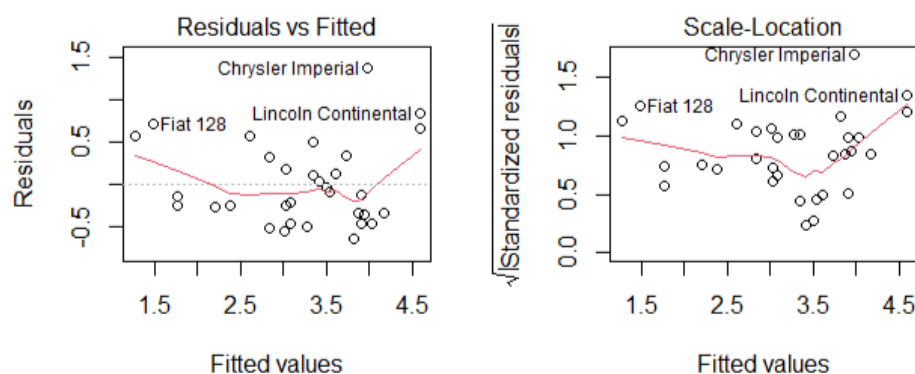 Residuals vs Fitted
Residuals
1.5
0.5
-0.5
Chrysler Imperial
Lincoln Continental
Fiat 128
1.5 2.5 3.5 4.5
Fitted values
Scale-Location
√|Standardized residuals|
1.5
1.0
0.5
0.0
Chrysler Imperial
Lincoln Continental
Fiat 128
1.5 2.5 3.5 4.5
Fitted values